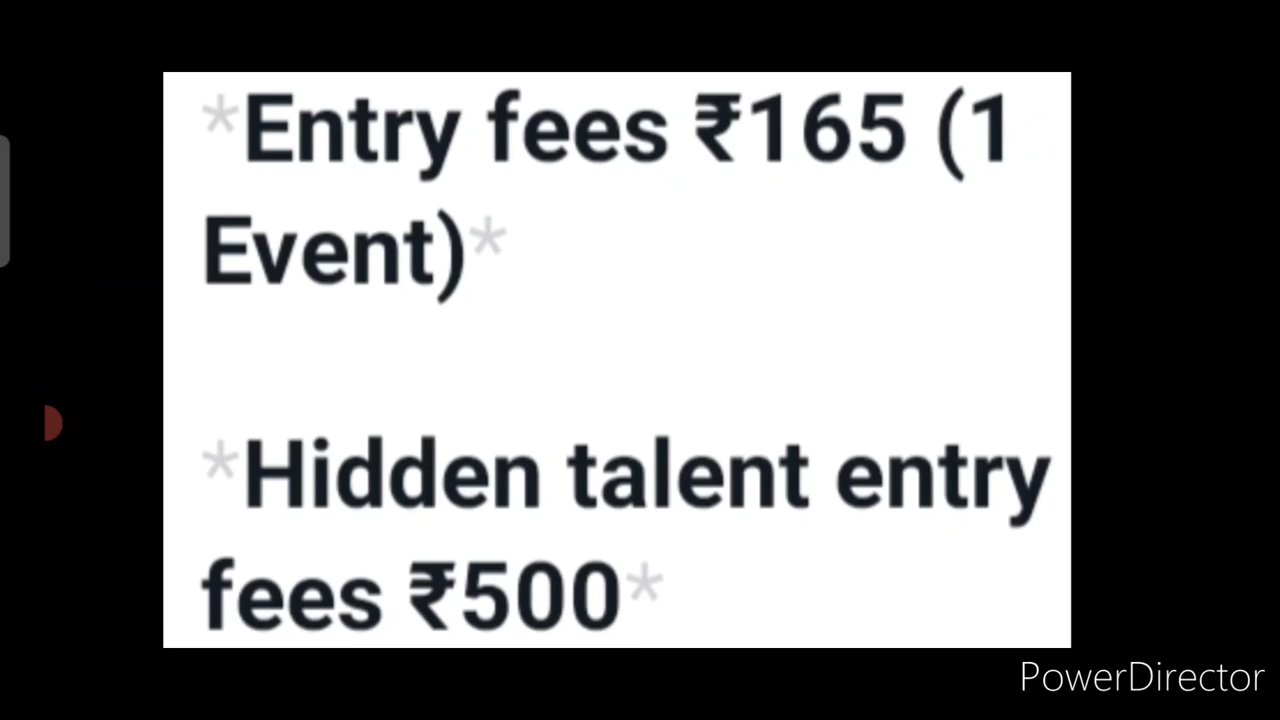 *Entry fees ₹165 (1
Event)*
*Hidden talent entry
fees ₹500*
PowerDirector